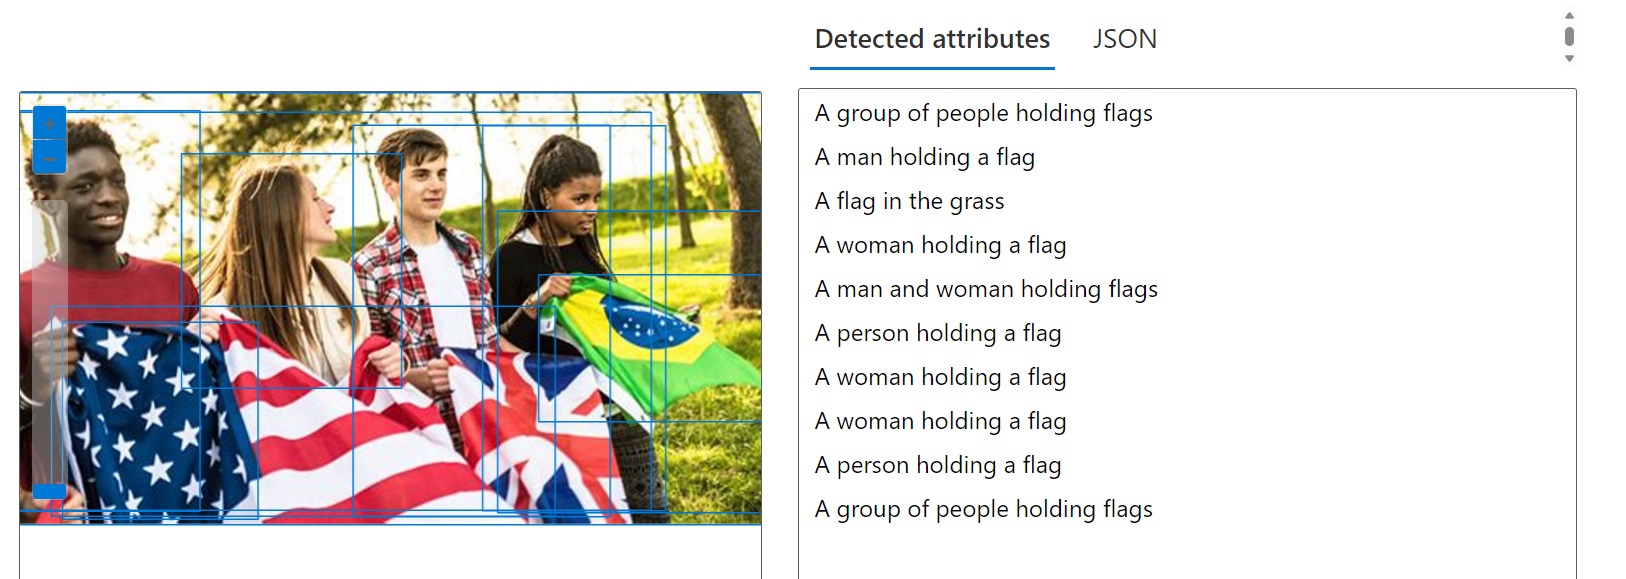 Detected attributes JSON
A group of people holding flags
A man holding a flag
A flag in the grass
A woman holding a flag
A man and woman holding flags
A person holding a flag
A woman holding a flag
A woman holding a flag
A person holding a flag
A group of people holding flags